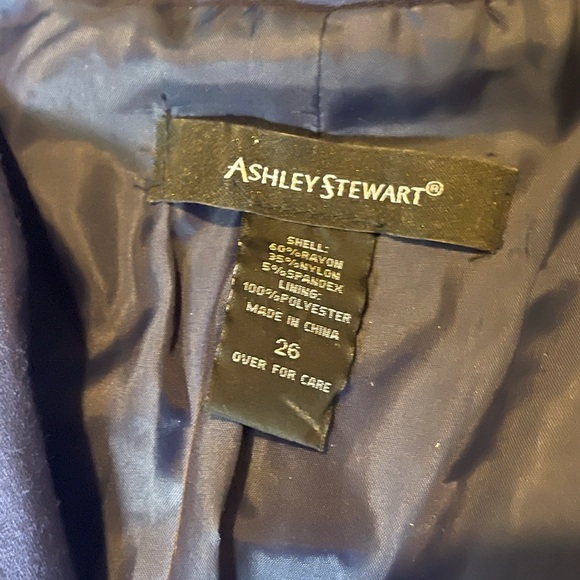 ASHLEY STEWART®
SHELL:
60%RAYON
35%NYLON
5%SPANDEX
LINING:
100%POLYESTER
MADE IN CHINA
26
OVER FOR CARE